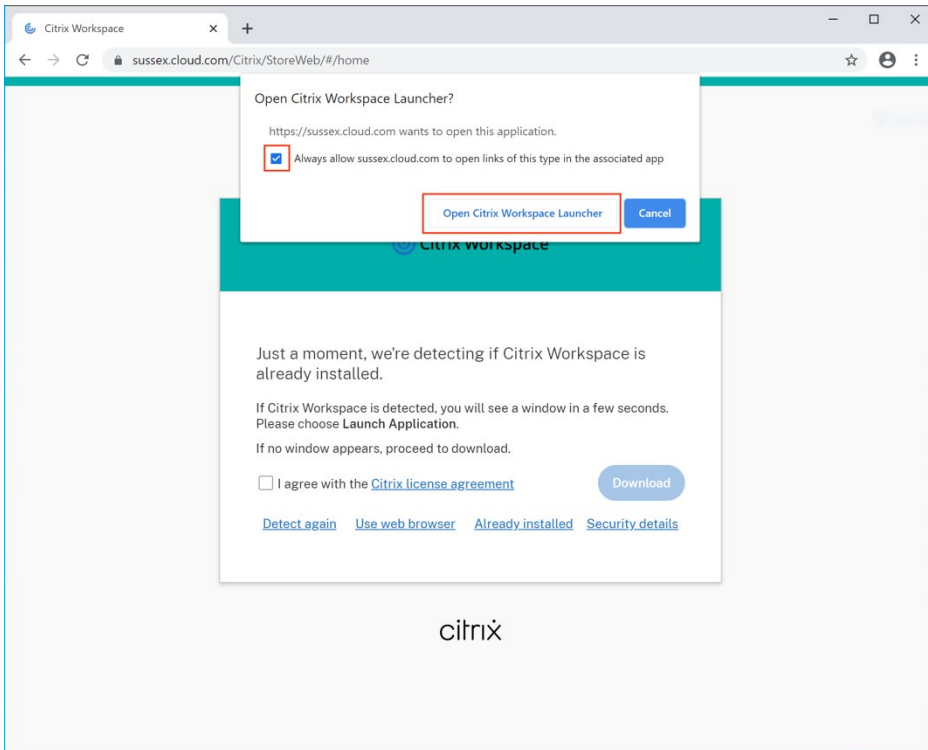 Citrix Workspace
sussex.cloud.com/Citrix/StoreWeb/#/home
Open Citrix Workspace Launcher?
https://sussex.cloud.com wants to open this application.
Always allow sussex.cloud.com to open links of this type in the associated app
Open Citrix Workspace Launcher Cancel
Citrix Workspace
Just a moment, we're detecting if Citrix Workspace is
already installed.
If Citrix Workspace is detected, you will see a window in a few seconds.
Please choose Launch Application.
If no window appears, proceed to download.
I agree with the Citrix license agreement Download
Detect again Use web browser Already installed Security details
citrix